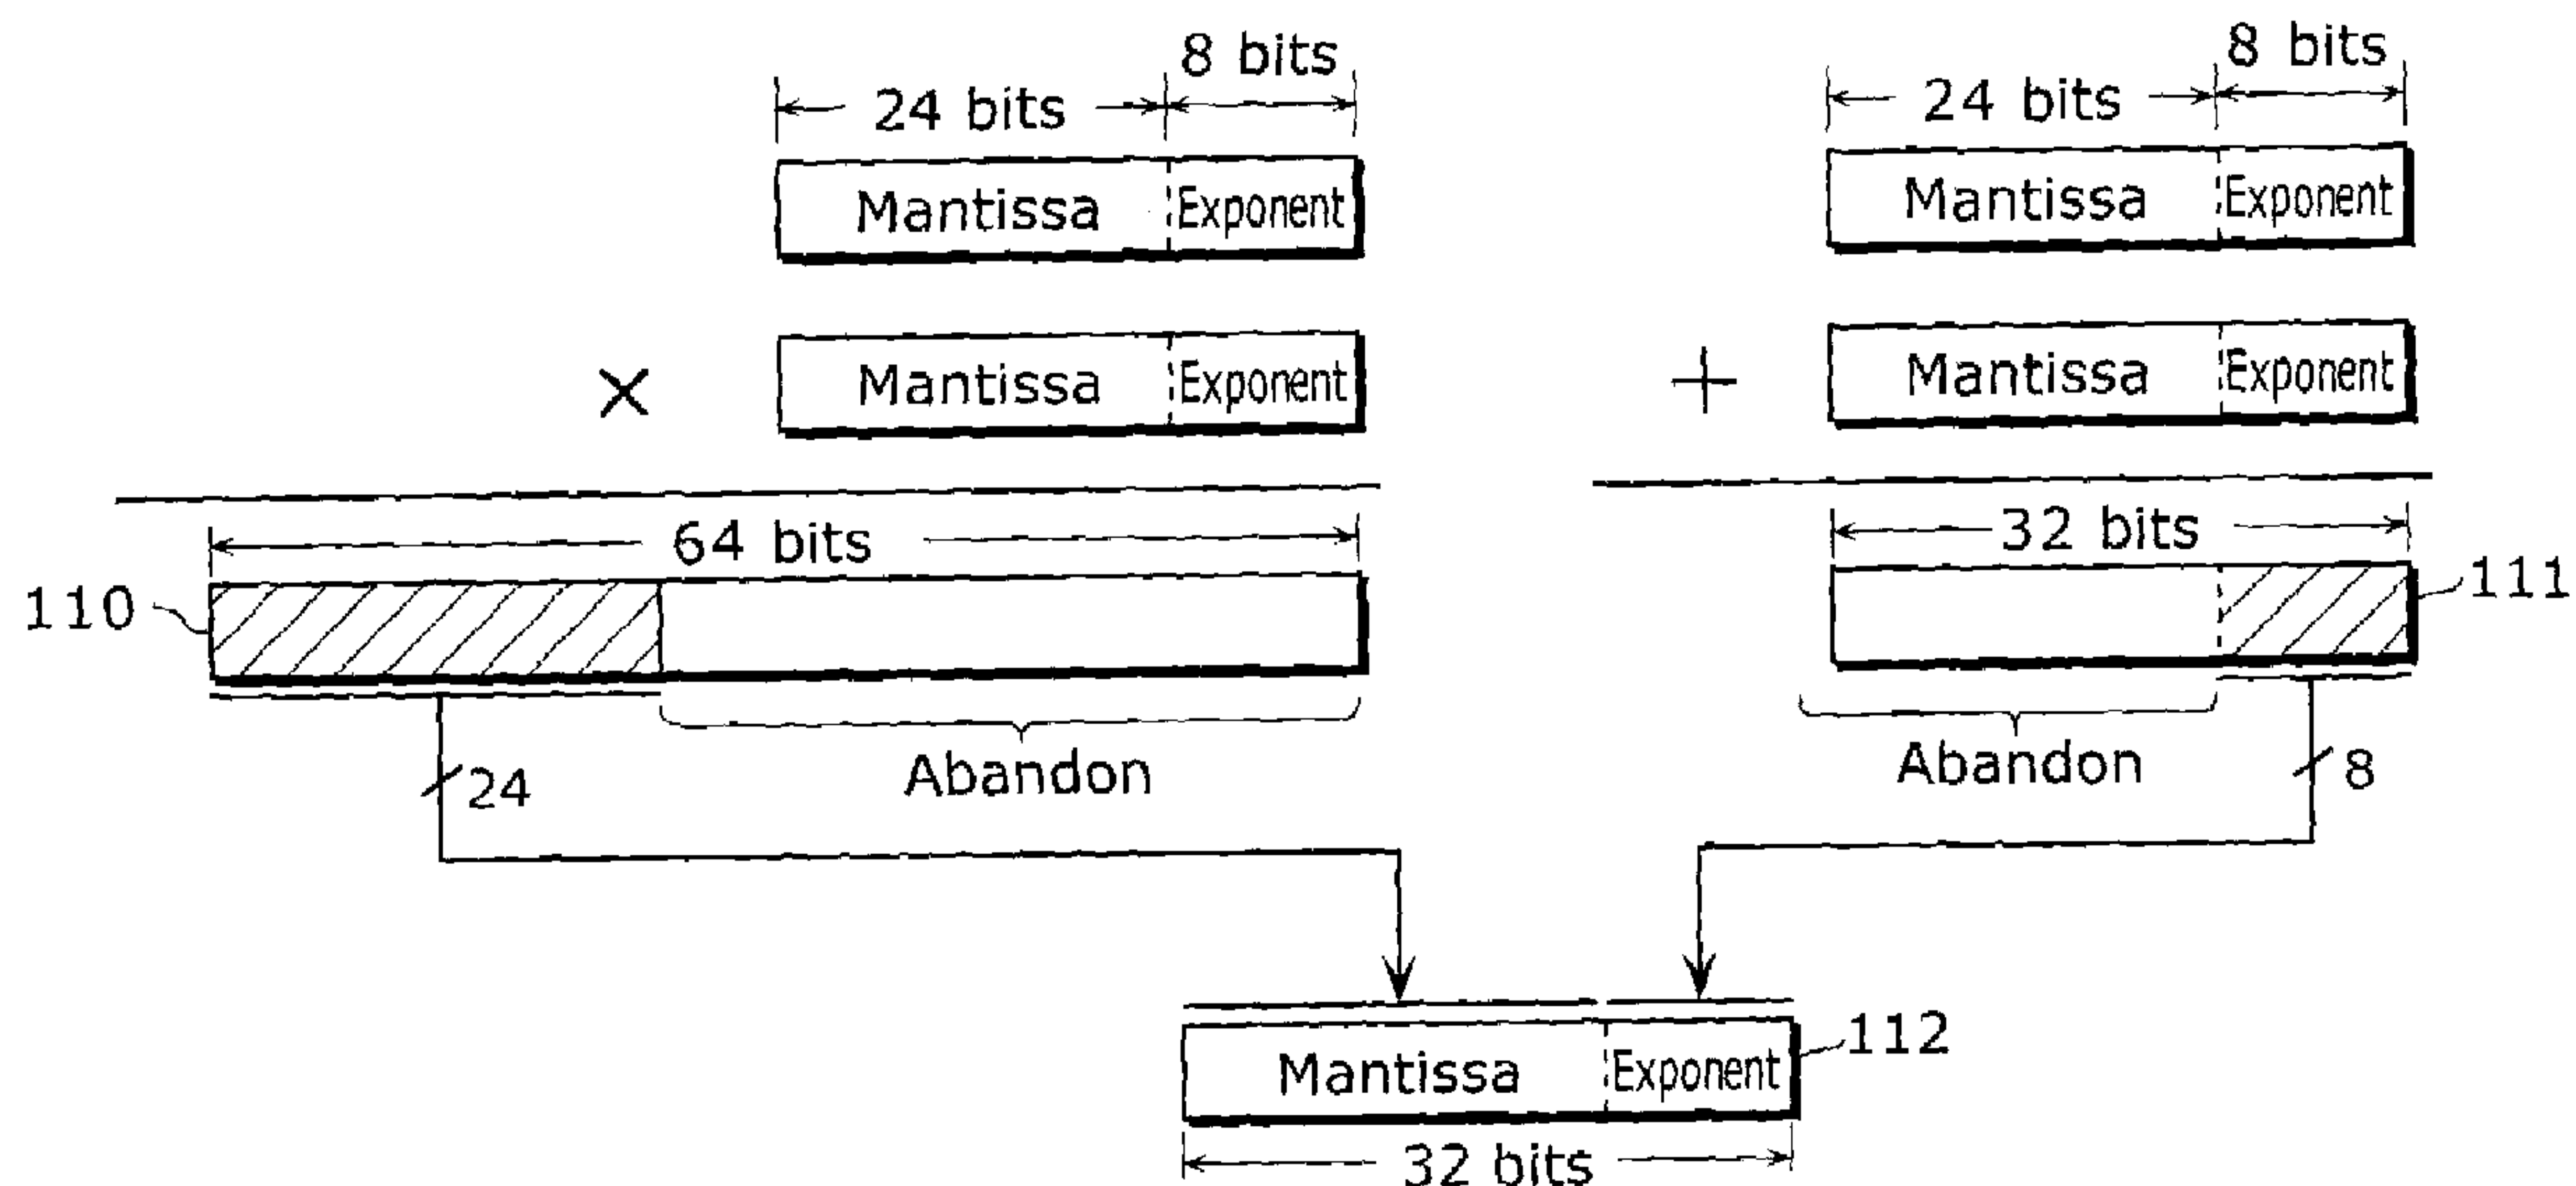 8 bits
8 bits
24 bits
24 bits
Mantissa Exponent
Mantissa Exponent
× Mantissa Exponent
+ Mantissa Exponent
64 bits
32 bits
110
111
24
Abandon
Abandon
8
Mantissa Exponent
112
32 bits